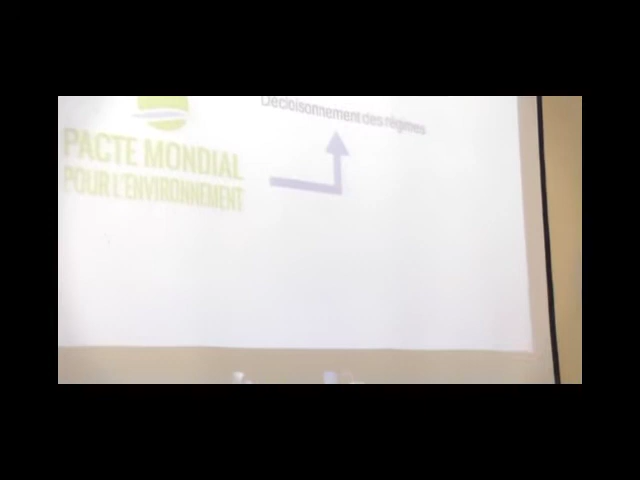 Décloisonnement des régimes
PACTE MONDIAL
POUR L'ENVIRONNEMENT